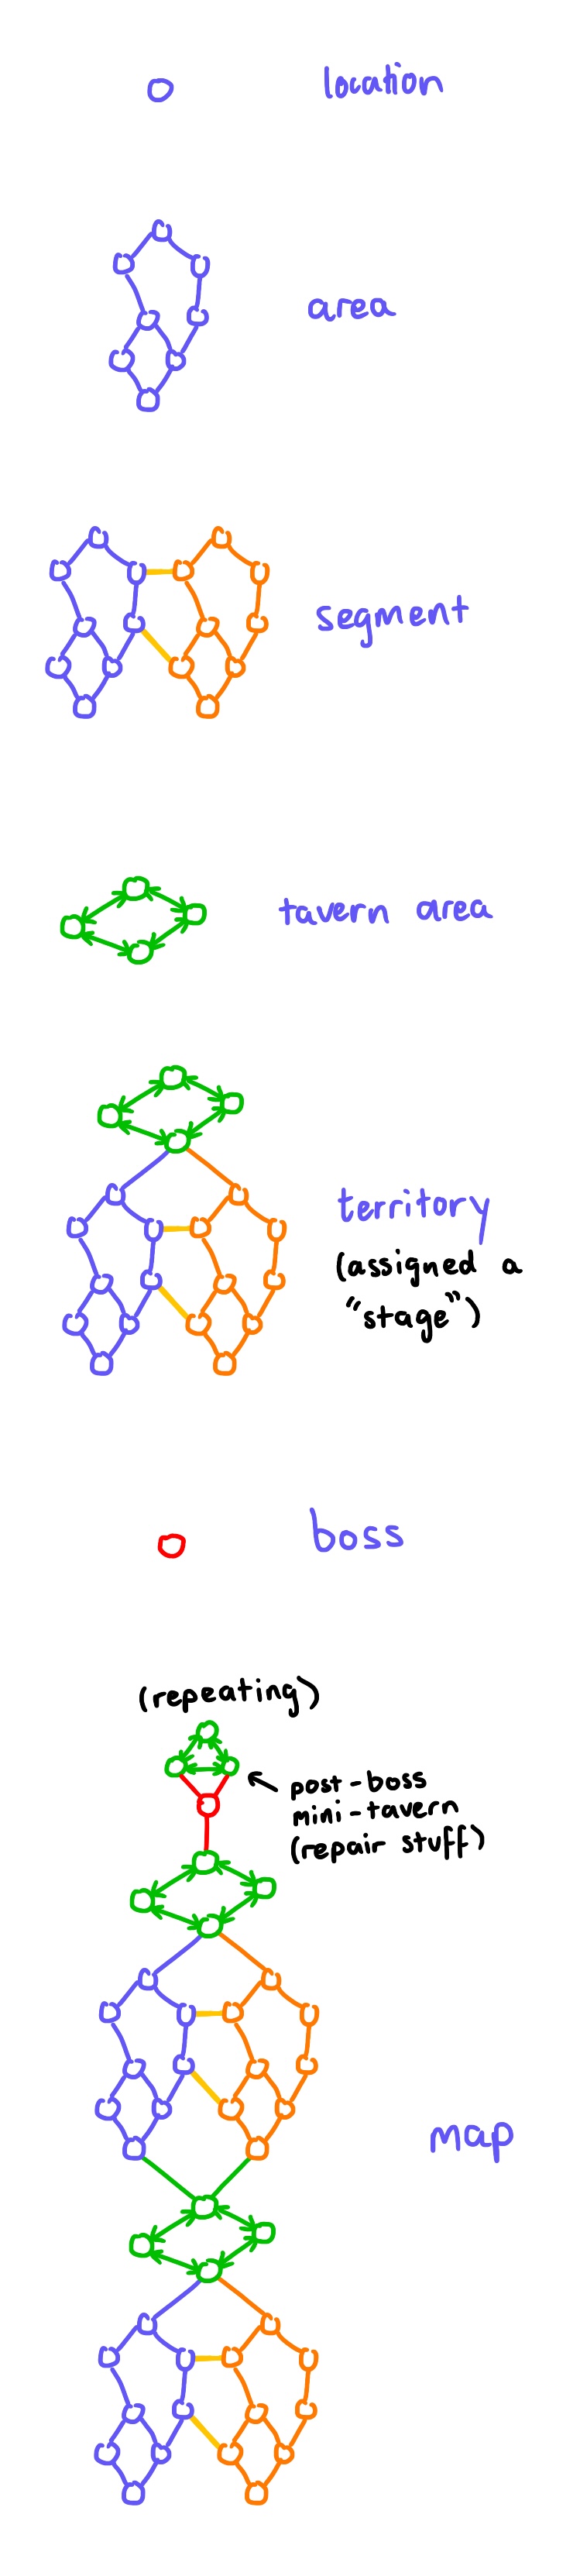 location
area
segment
tavern area
territory
(assigned a
"stage")
boss
(repeating)
post-boss
mini-tavern
(repair stuff)
map